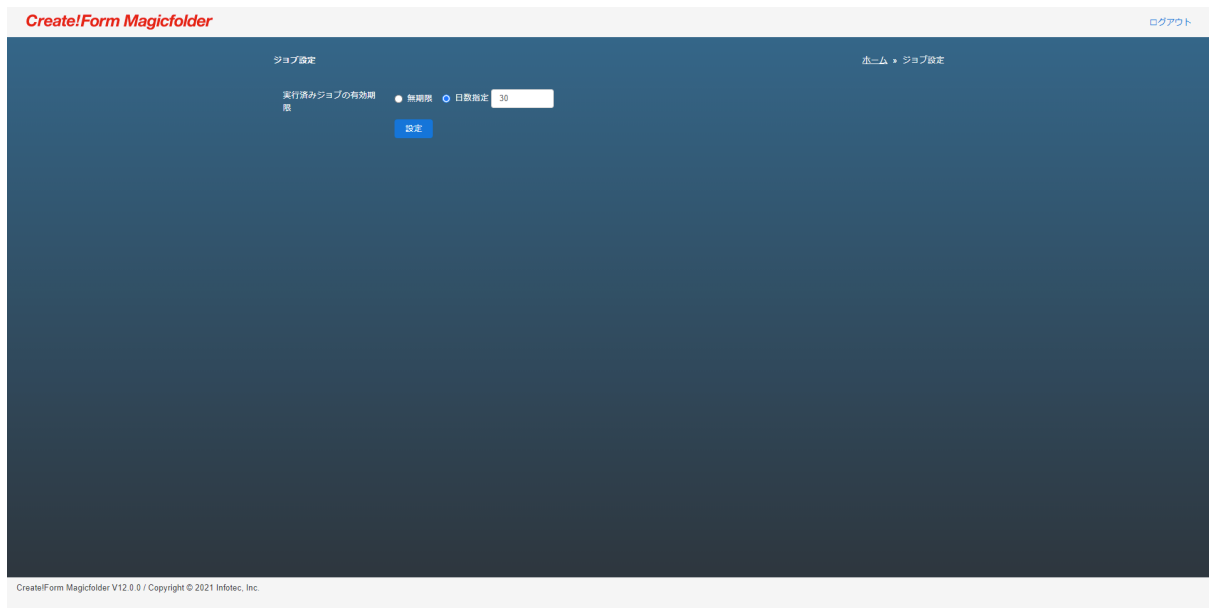 Create!Form Magicfolder
ログアウト
ジョブ設定
ホーム » ジョブ設定
実行済みジョブの有効期
限
無期限 日数指定 30
設定
Create!Form Magicfolder V12.0.0 / Copyright © 2021 Infotec, Inc.